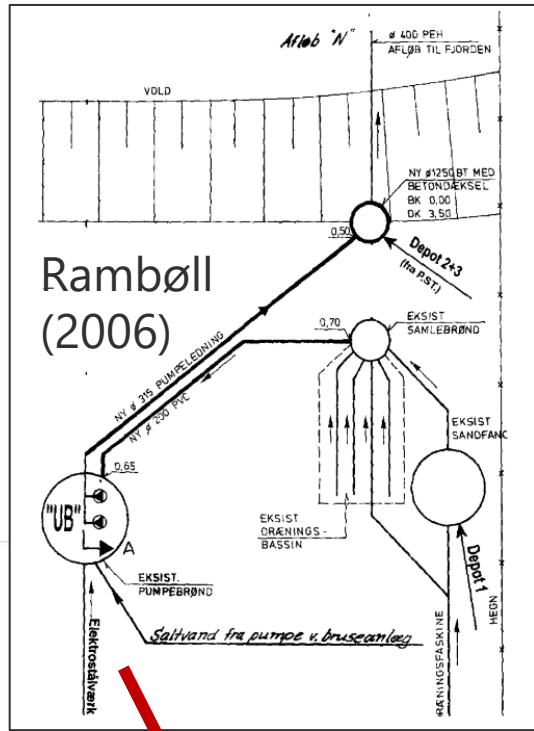 Afløb "N"
ø 400 PEH
AFLØB TIL FJORDEN
VOLD
NY ø1250 BT MED
BETONDÆKSEL
BK 0,00
DK 3,50
0,50
Depot 2+3
(fra P.ST.)
Rambøll
(2006)
0,70
EKSIST
SAMLEBRØND
NY ø 315 PUMPELEDNING
NY ø 200 PVC
EKSIST
SANDFANG
0,65
"UB"
A
EKSIST
DRÆNINGS-
BASSIN
Depot 1
HEGN
EKSIST.
PUMPEBRØND
Saltvand fra pumpe v. bruseanlæg
Elektrostålværk
RÆNINGSFASKINE